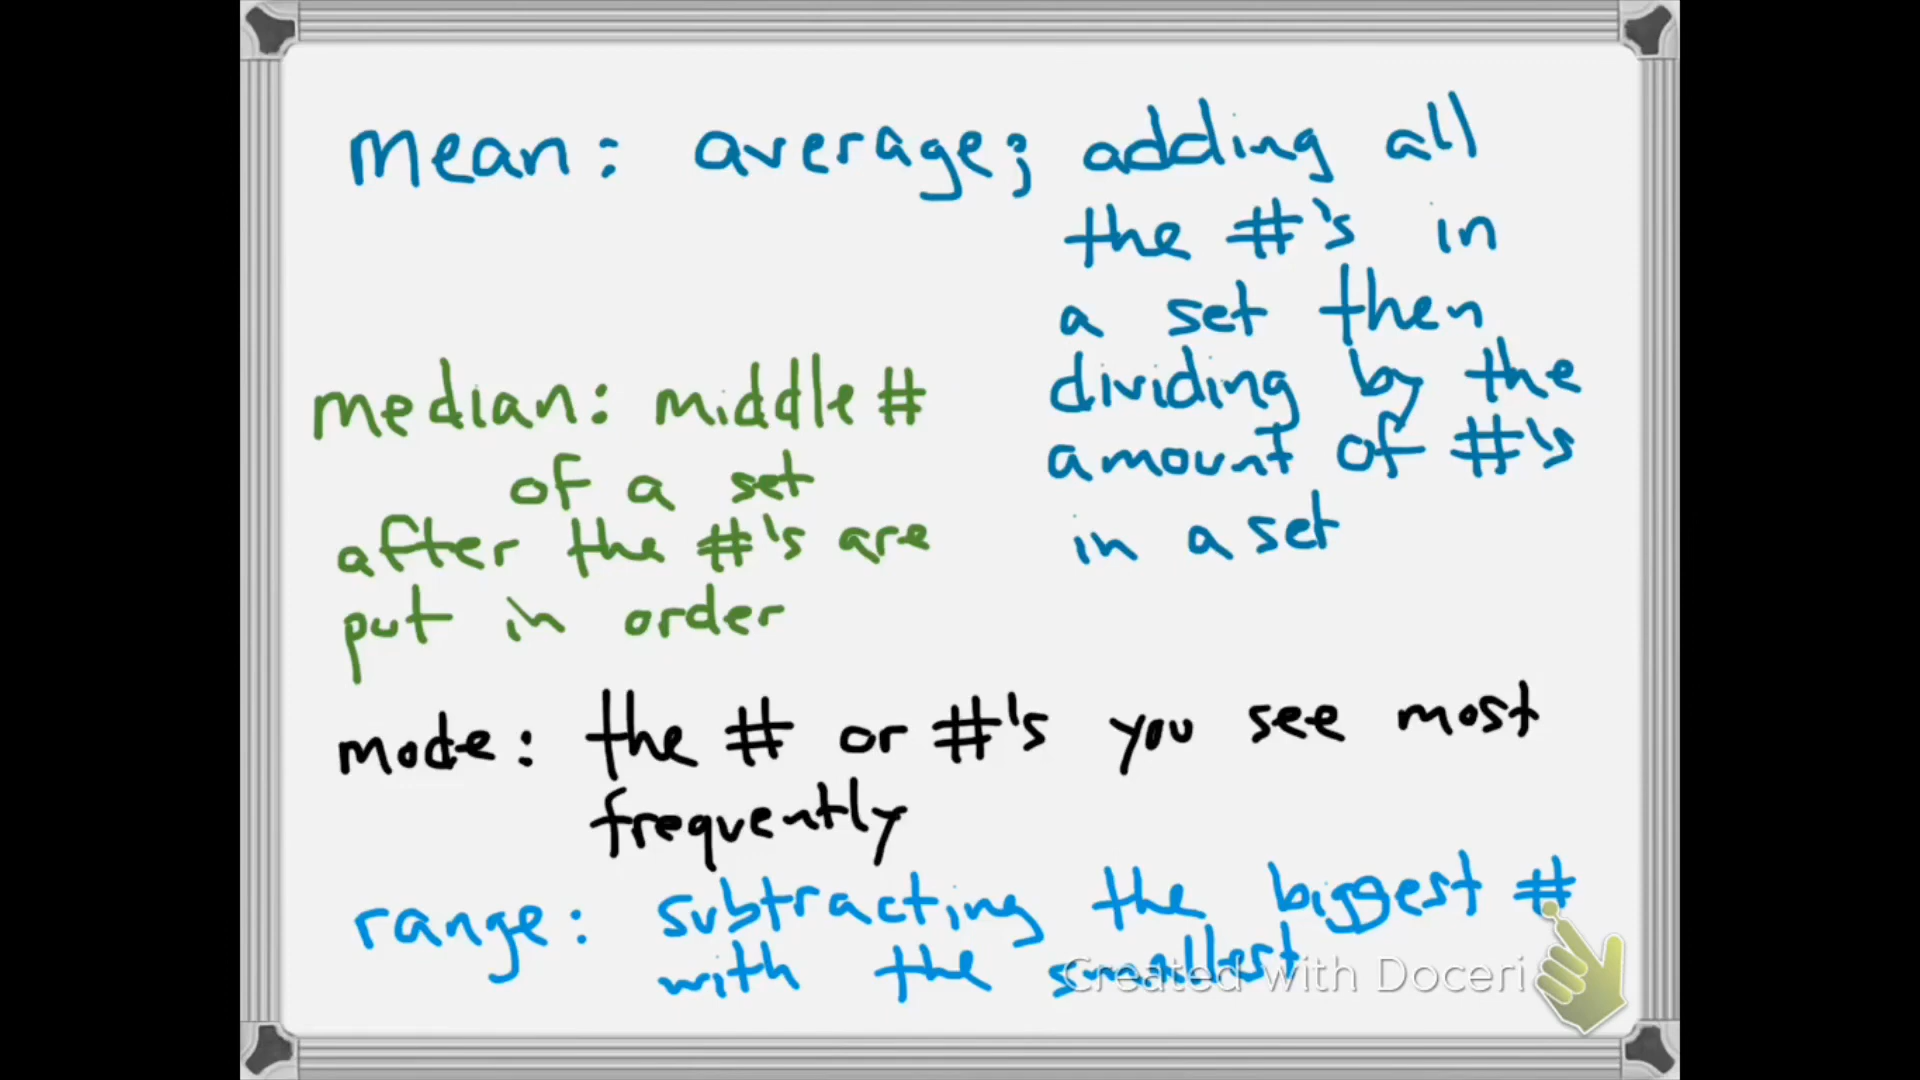 mean: average; adding all
the #'s in
a set then
dividing by the
amount of #'s
in a set
median: middle #
of a set
after the #'s are
put in order
mode: the # or #'s you see most
frequently
range: subtracting the biggest #
with the smallest
Created with Doceri